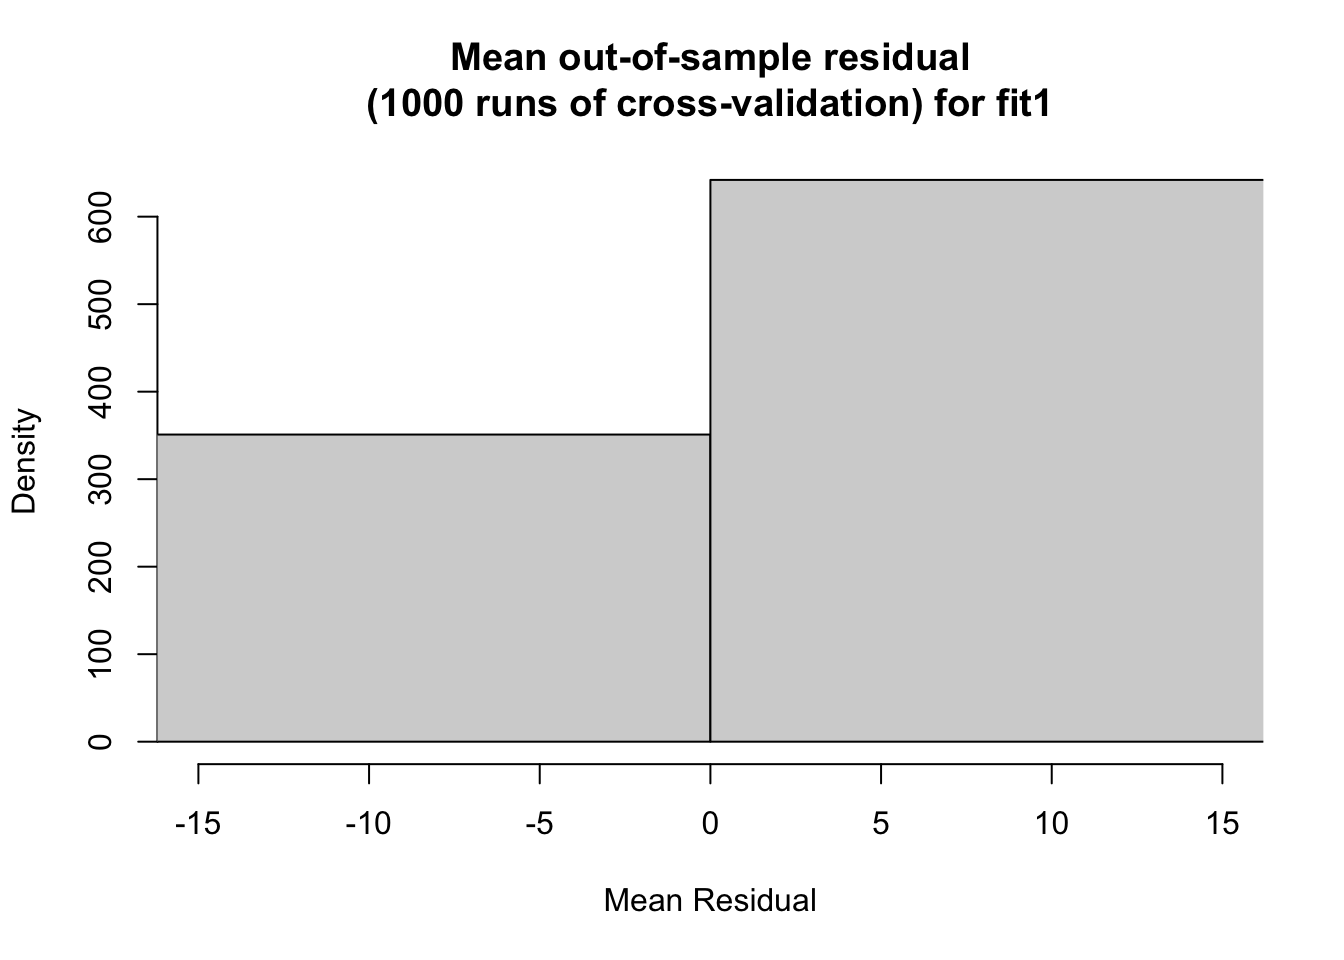 Mean out-of-sample residual
(1000 runs of cross-validation) for fit1
600
500
400
300
200
100
0
Density
-15 -10 -5 0 5 10 15
Mean Residual